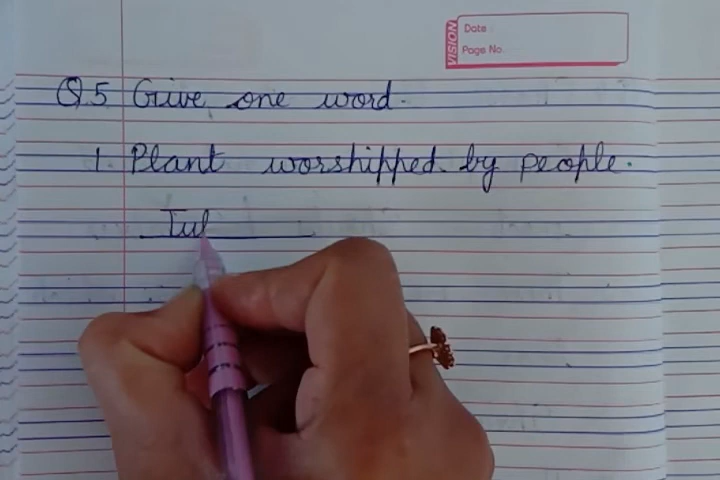 VISION
Date :
Page No.
Q.5 Give one word.
1. Plant worshipped by people.
Tul